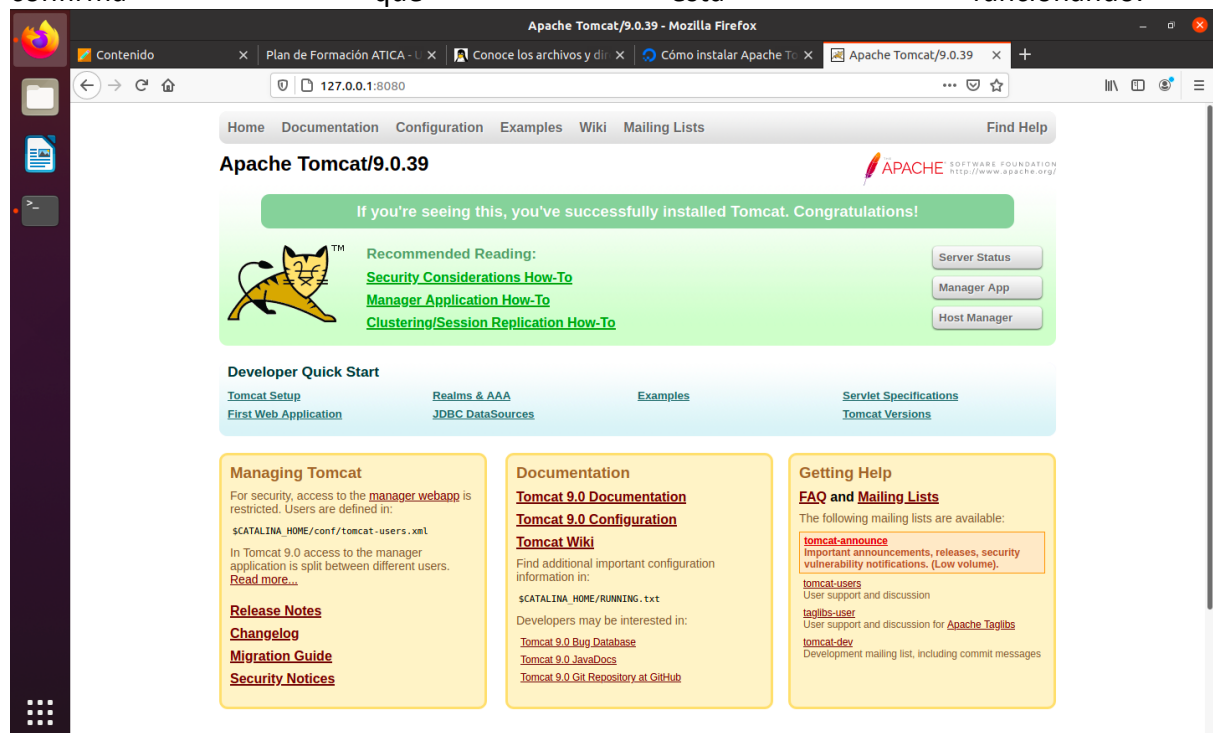 confirma que está funcionando.
Apache Tomcat/9.0.39 - Mozilla Firefox
Contenido
Plan de Formación ATICA - U
Conoce los archivos y dir
Cómo instalar Apache To
Apache Tomcat/9.0.39
127.0.0.1:8080
Home Documentation Configuration Examples Wiki Mailing Lists Find Help
Apache Tomcat/9.0.39
APACHE SOFTWARE FOUNDATION
http://www.apache.org/
If you're seeing this, you've successfully installed Tomcat. Congratulations!
TM
Recommended Reading:
Security Considerations How-To
Manager Application How-To
Clustering/Session Replication How-To
Server Status
Manager App
Host Manager
Developer Quick Start
Tomcat Setup
First Web Application
Realms & AAA
JDBC DataSources
Examples
Servlet Specifications
Tomcat Versions
Managing Tomcat
For security, access to the manager webapp is
restricted. Users are defined in:
$CATALINA_HOME/conf/tomcat-users.xml
In Tomcat 9.0 access to the manager
application is split between different users.
Read more...
Release Notes
Changelog
Migration Guide
Security Notices
Documentation
Tomcat 9.0 Documentation
Tomcat 9.0 Configuration
Tomcat Wiki
Find additional important configuration
information in:
$CATALINA_HOME/RUNNING.txt
Developers may be interested in:
Tomcat 9.0 Bug Database
Tomcat 9.0 JavaDocs
Tomcat 9.0 Git Repository at GitHub
Getting Help
FAQ and Mailing Lists
The following mailing lists are available:
tomcat-announce
Important announcements, releases, security
vulnerability notifications. (Low volume).
tomcat-users
User support and discussion
taglibs-user
User support and discussion for Apache Taglibs
tomcat-dev
Development mailing list, including commit messages